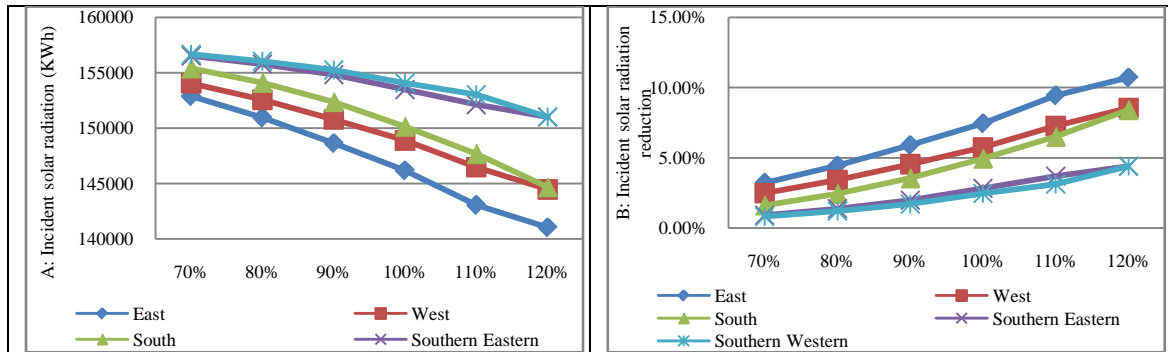 A: Incident solar radiation (KWh)
160000
155000
150000
145000
140000
70% 80% 90% 100% 110% 120%
East West
South Southern Eastern
B: Incident solar radiation
reduction
15.00%
10.00%
5.00%
0.00%
70% 80% 90% 100% 110% 120%
East West
South Southern Eastern
Southern Western